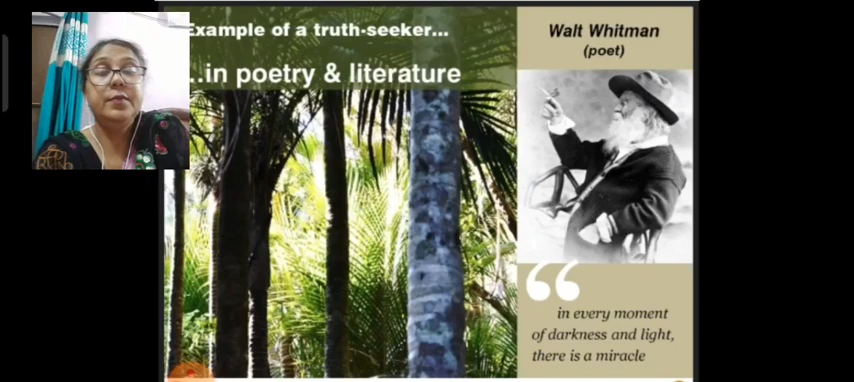 Example of a truth-seeker...
..in poetry & literature
Walt Whitman
(poet)
“
in every moment
of darkness and light,
there is a miracle